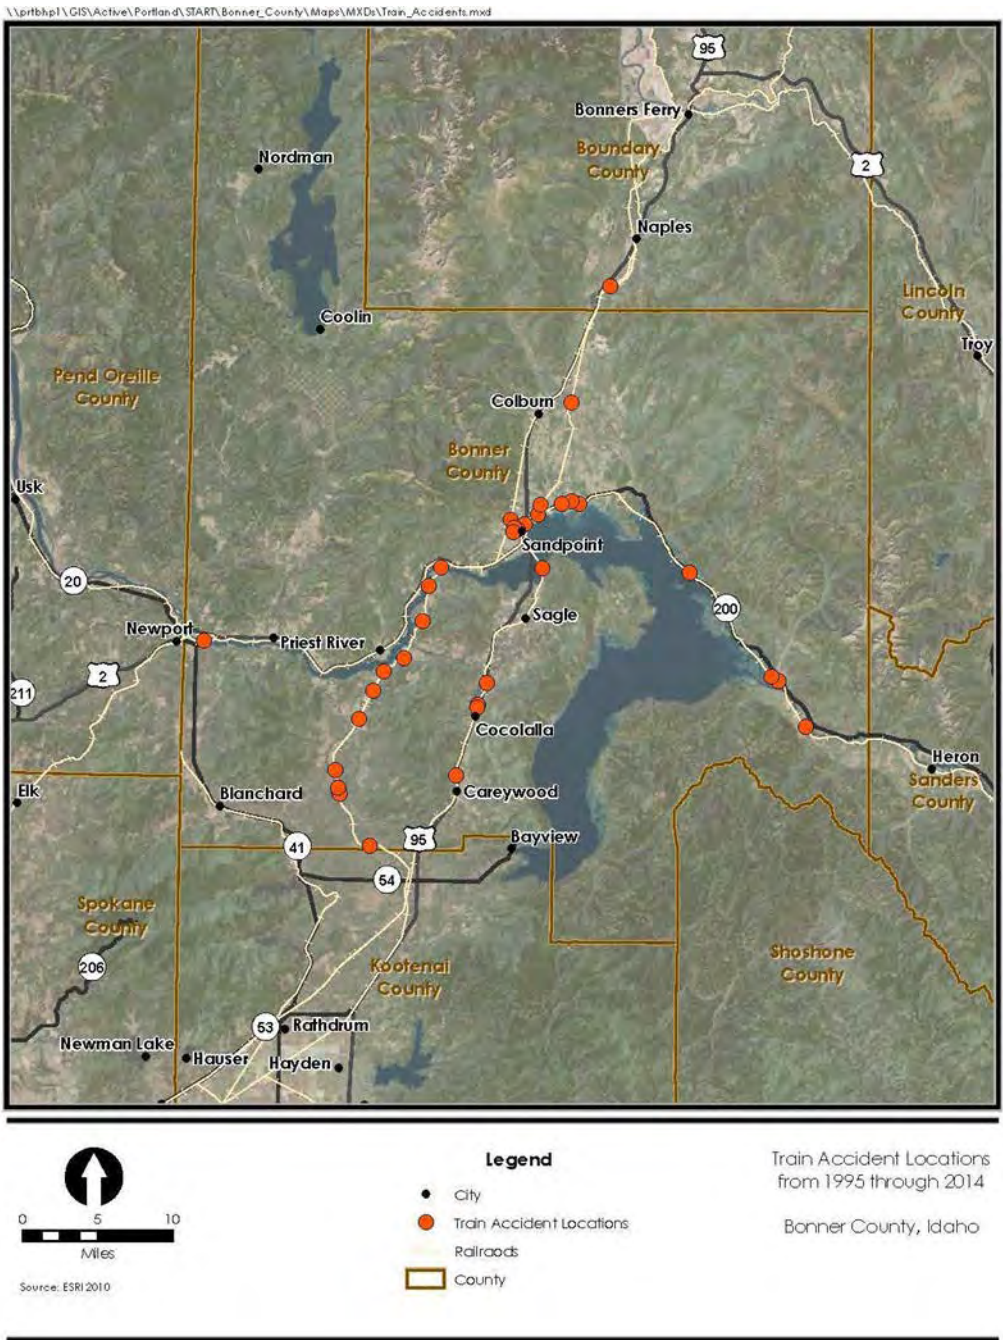 \\prtbhp1\GIS\Active\Portland\START\Bonner_County\Maps\MXDs\Train_Accidents.mxd
95
Bonners Ferry
Boundary
County
Nordman
2
Naples
Lincoln
County
Coolin
Troy
Pend Oreille
County
Colburn
Bonner
County
Usk
Sandpoint
20
200
Sagle
Newport
Priest River
2
211
Cocolalla
Heron
Sanders
County
Elk
Blanchard
Careywood
95
Bayview
41
54
Spokane
County
Shoshone
County
206
Kootenai
County
53
Rathdrum
Newman Lake
Hauser
Hayden
0 5 10
Miles
Source: ESRI 2010
Legend
City
Train Accident Locations
Railraods
County
Train Accident Locations
from 1995 through 2014
Bonner County, Idaho